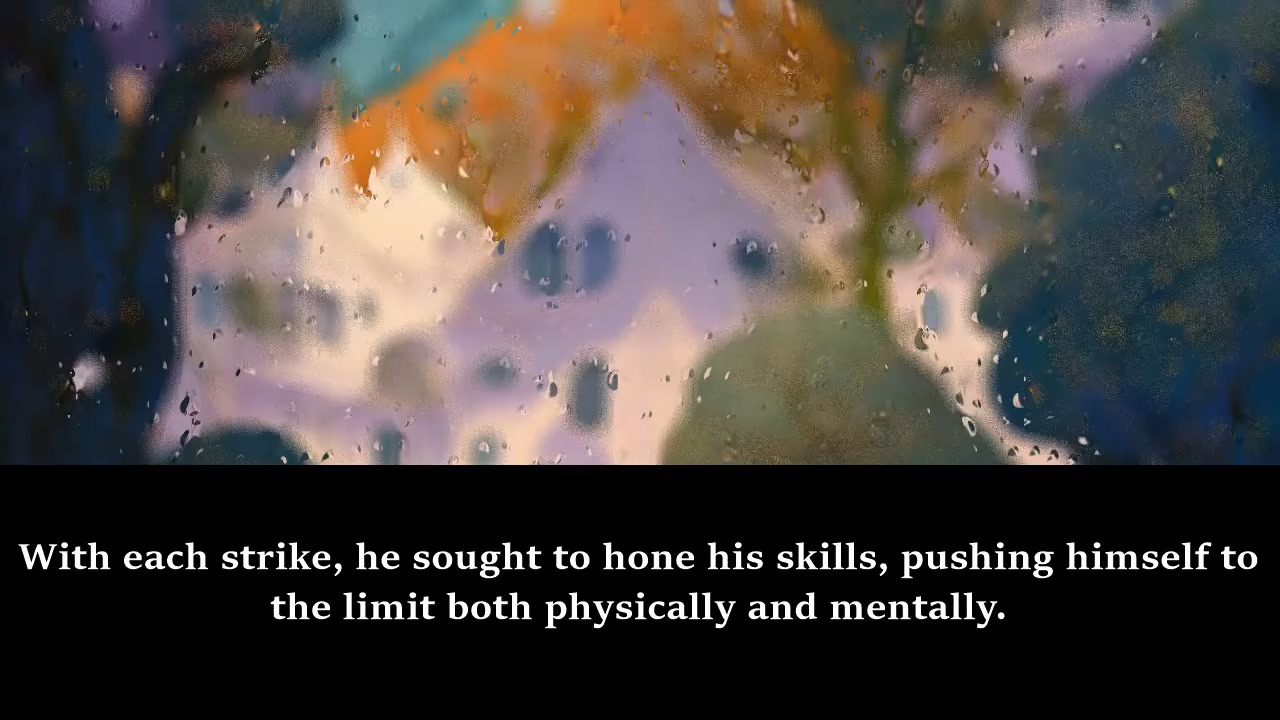 With each strike, he sought to hone his skills, pushing himself to
the limit both physically and mentally.